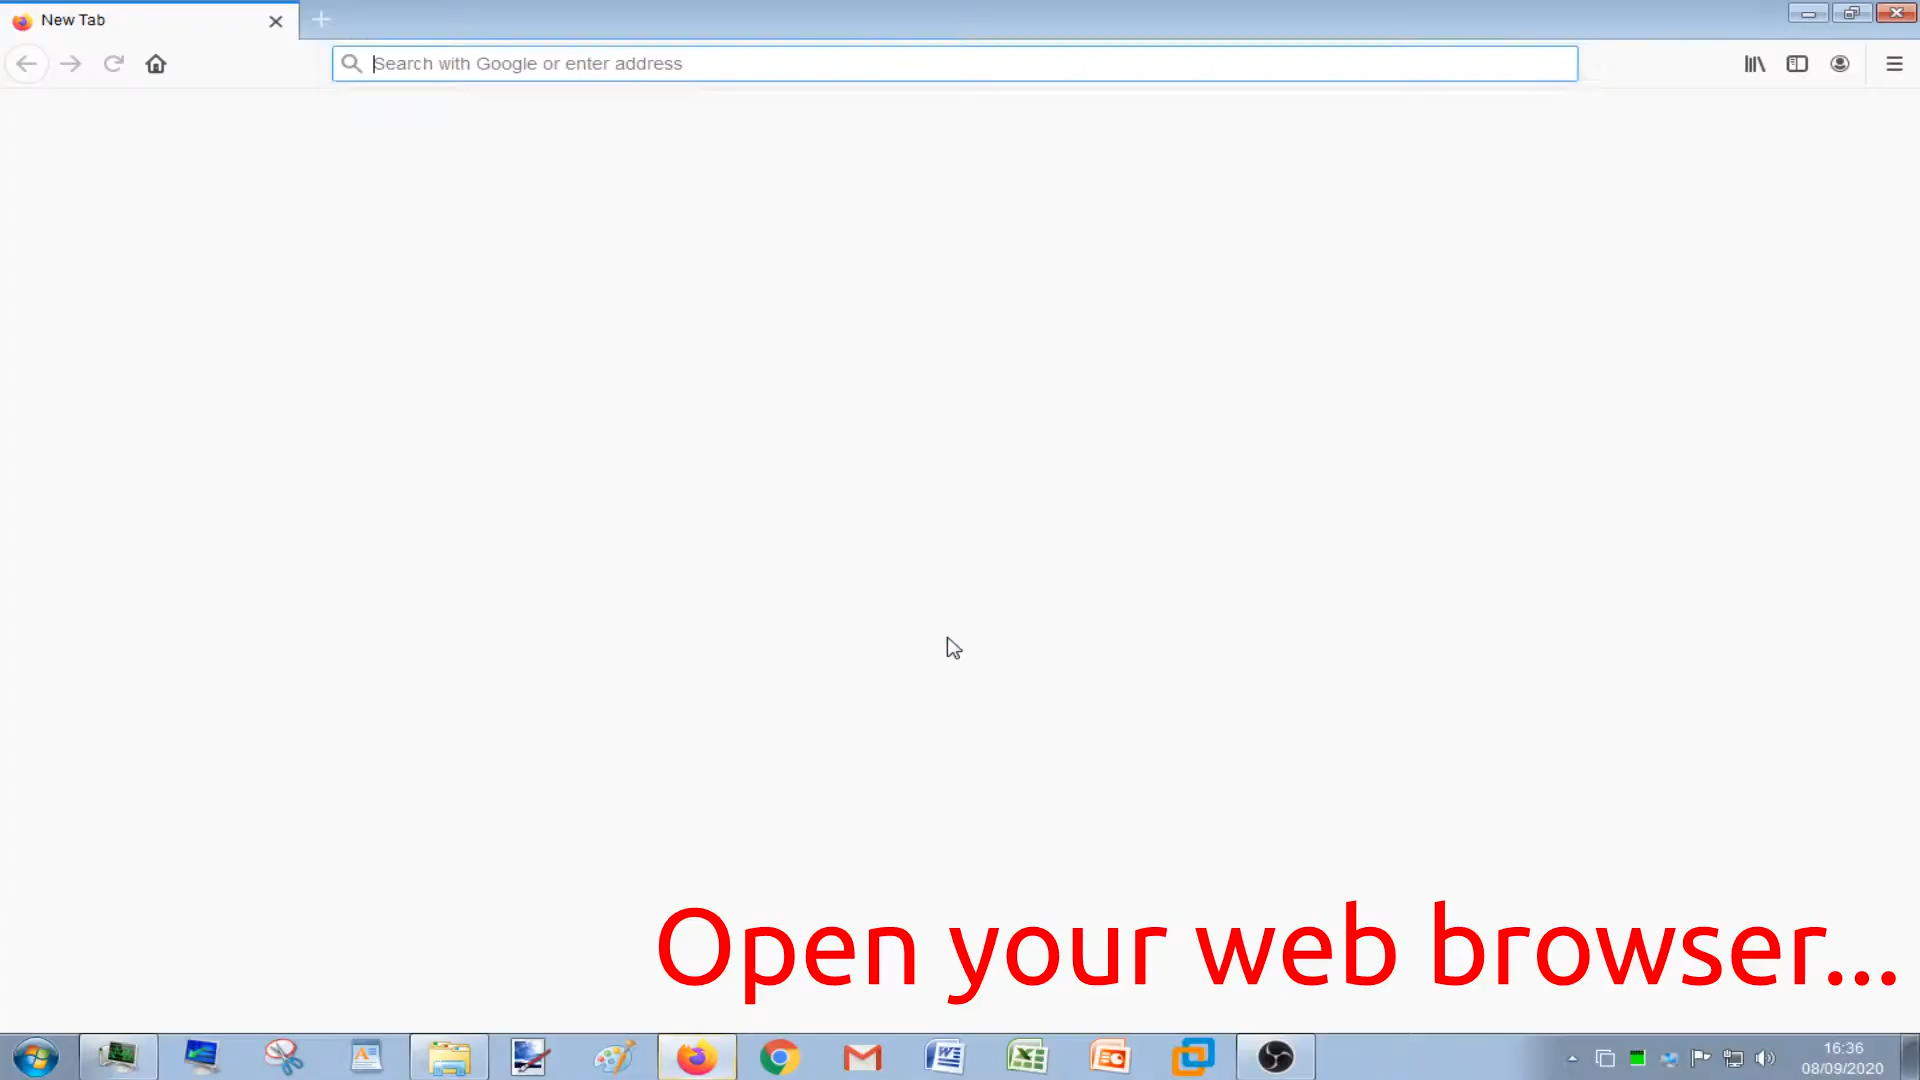 New Tab
Search with Google or enter address
Open your web browser...
16:36
08/09/2020